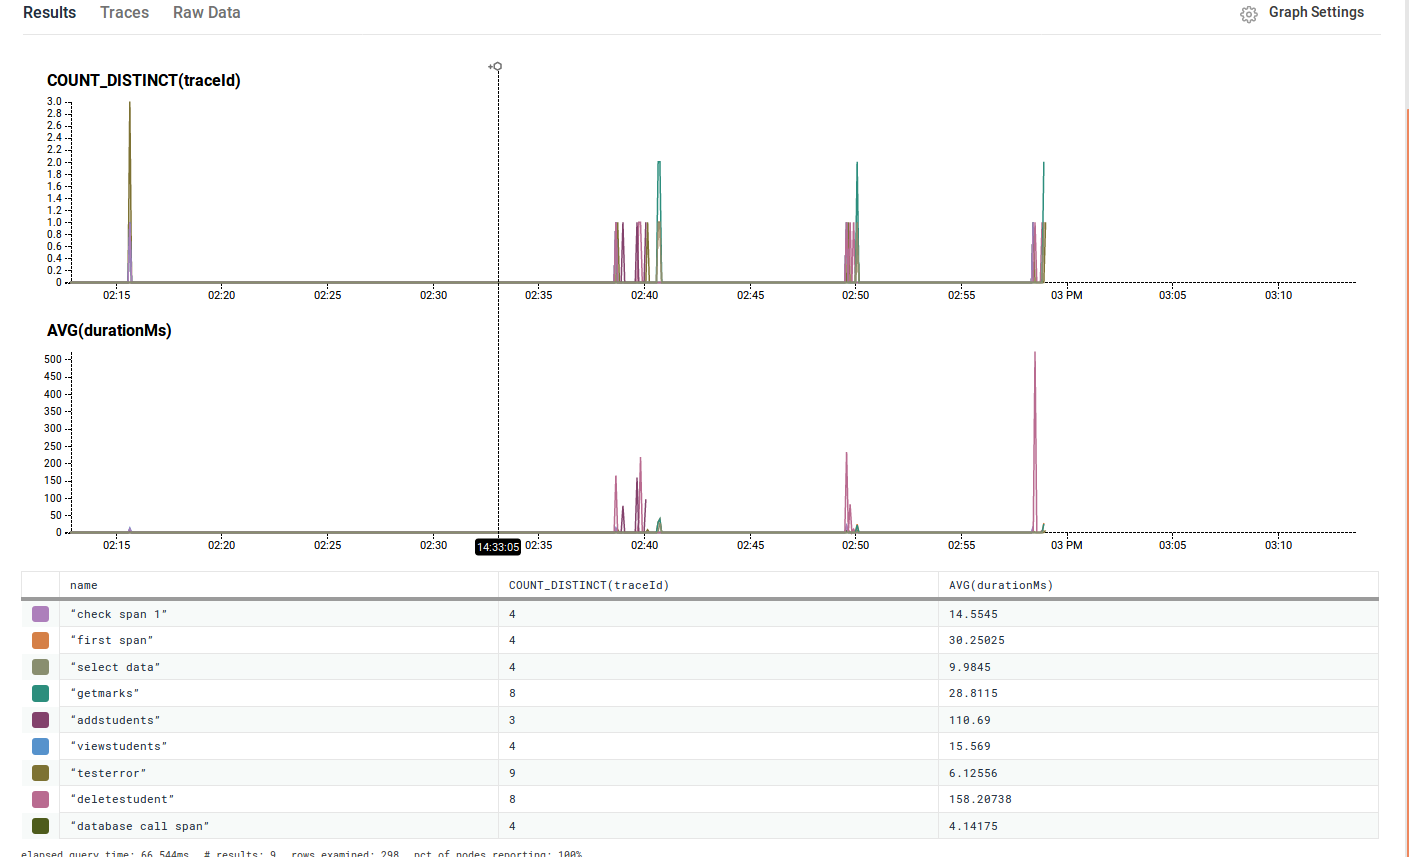 Results Traces Raw Data Graph Settings
COUNT_DISTINCT(traceId)
3.0
2.8
2.6
2.4
2.2
2.0
1.8
1.6
1.4
1.2
1.0
0.8
0.6
0.4
0.2
0
02:15 02:20 02:25 02:30 02:35 02:40 02:45 02:50 02:55 03 PM 03:05 03:10
AVG(durationMs)
500
450
400
350
300
250
200
150
100
50
0
02:15 02:20 02:25 02:30 14:33:05 02:35 02:40 02:45 02:50 02:55 03 PM 03:05 03:10
name COUNT_DISTINCT(traceId) AVG(durationMs)
“check span 1” 4 14.5545
“first span” 4 30.25025
“select data” 4 9.9845
“getmarks” 8 28.8115
“addstudents” 3 110.69
“viewstudents” 4 15.569
“testerror” 9 6.12556
“deletestudent” 8 158.20738
“database call span” 4 4.14175
elapsed query time: 66.544ms # results: 9 rows examined: 298 pct of nodes reporting: 100%